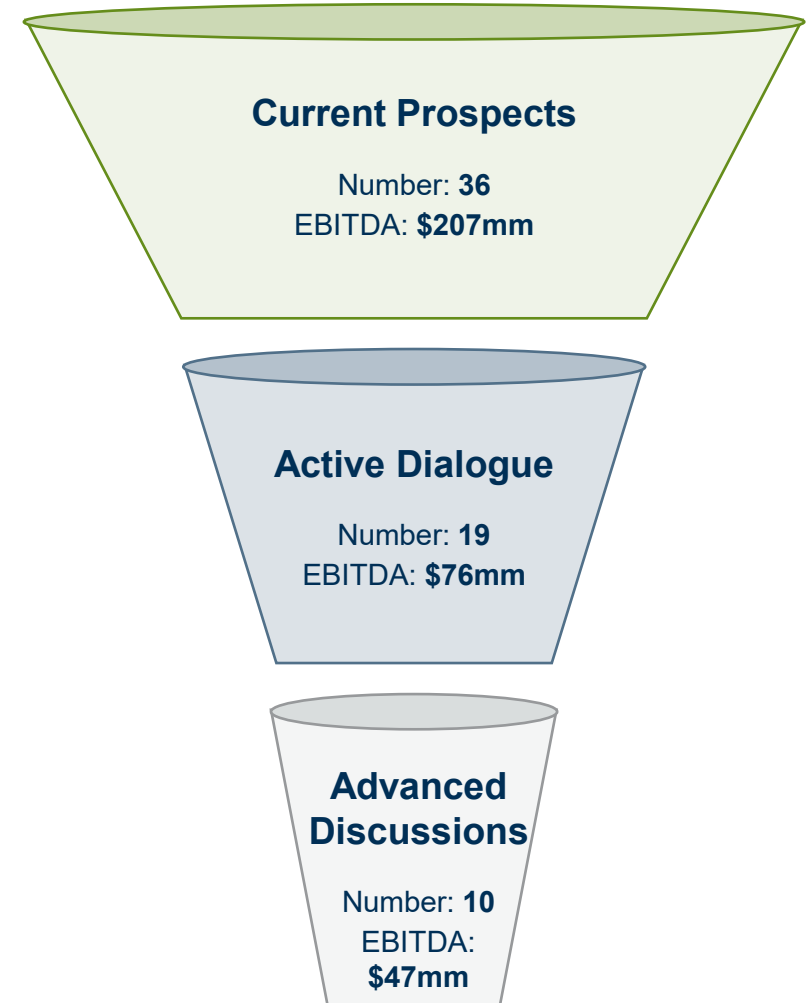 Current Prospects
Number: 36
EBITDA: $207mm
Active Dialogue
Number: 19
EBITDA: $76mm
Advanced
Discussions
Number: 10
EBITDA:
$47mm